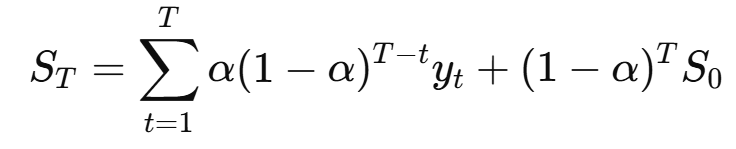 $S_T = \sum_{t=1}^{T} \alpha(1-\alpha)^{T-t} y_t + (1-\alpha)^T S_0$